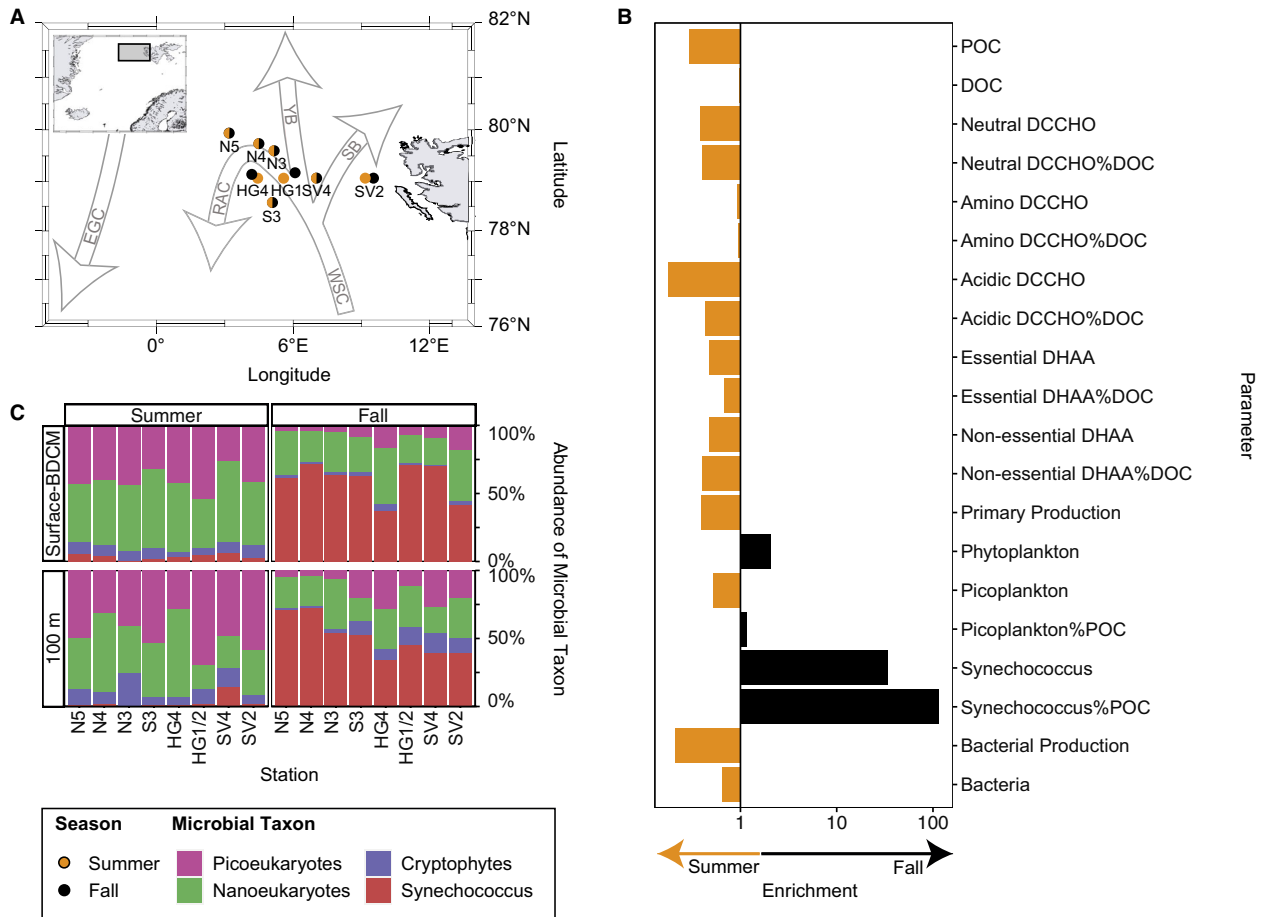 A
82°N
80°N
78°N
76°N
Latitude
0°
6°E
12°E
Longitude
EGC
RAC
YB
SB
WSC
N5
N4
N3
HG4
HG1
SV4
SV2
S3
B
POC
DOC
Neutral DCCHO
Neutral DCCHO%DOC
Amino DCCHO
Amino DCCHO%DOC
Acidic DCCHO
Acidic DCCHO%DOC
Essential DHAA
Essential DHAA%DOC
Non-essential DHAA
Non-essential DHAA%DOC
Primary Production
Phytoplankton
Picoplankton
Picoplankton%POC
Synechococcus
Synechococcus%POC
Bacterial Production
Bacteria
Parameter
1
10
100
Summer
Fall
Enrichment
C
Summer
Fall
Surface-BDCM
100 m
100%
50%
0%
100%
50%
0%
Abundance of Microbial Taxon
N5
N4
N3
S3
HG4
HG1/2
SV4
SV2
N5
N4
N3
S3
HG4
HG1/2
SV4
SV2
Station
Season
Summer
Fall
Microbial Taxon
Picoeukaryotes
Nanoeukaryotes
Cryptophytes
Synechococcus